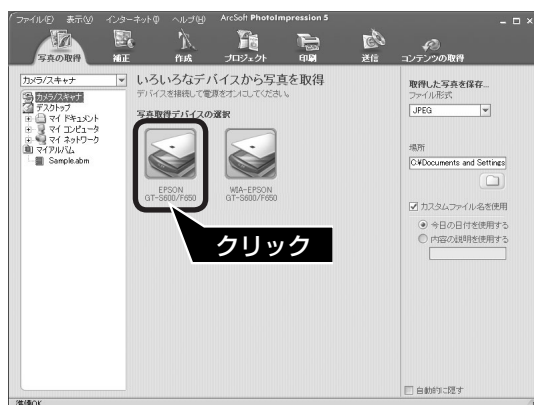 ファイル(F) 表示(V) インターネット(I) ヘルプ(H) ArcSoft PhotoImpression 5
写真の取得 補正 作成 プロジェクト 印刷 送信 コンテンツの取得
カメラ/スキャナ
カメラ/スキャナ
デスクトップ
マイ ドキュメント
マイ コンピュータ
マイ ネットワーク
マイアルバム
Sample.abm
いろいろなデバイスから写真を取得
デバイスを接続して電源をオンにしてください。
写真取得デバイスの選択
EPSON
GT-S600/F650
WIA-EPSON
GT-S600/F650
クリック
取得した写真を保存...
ファイル形式
JPEG
場所
C:¥Documents and Settings
カスタムファイル名を使用
今日の日付を使用する
内容の説明を使用する
自動的に隠す
準備OK